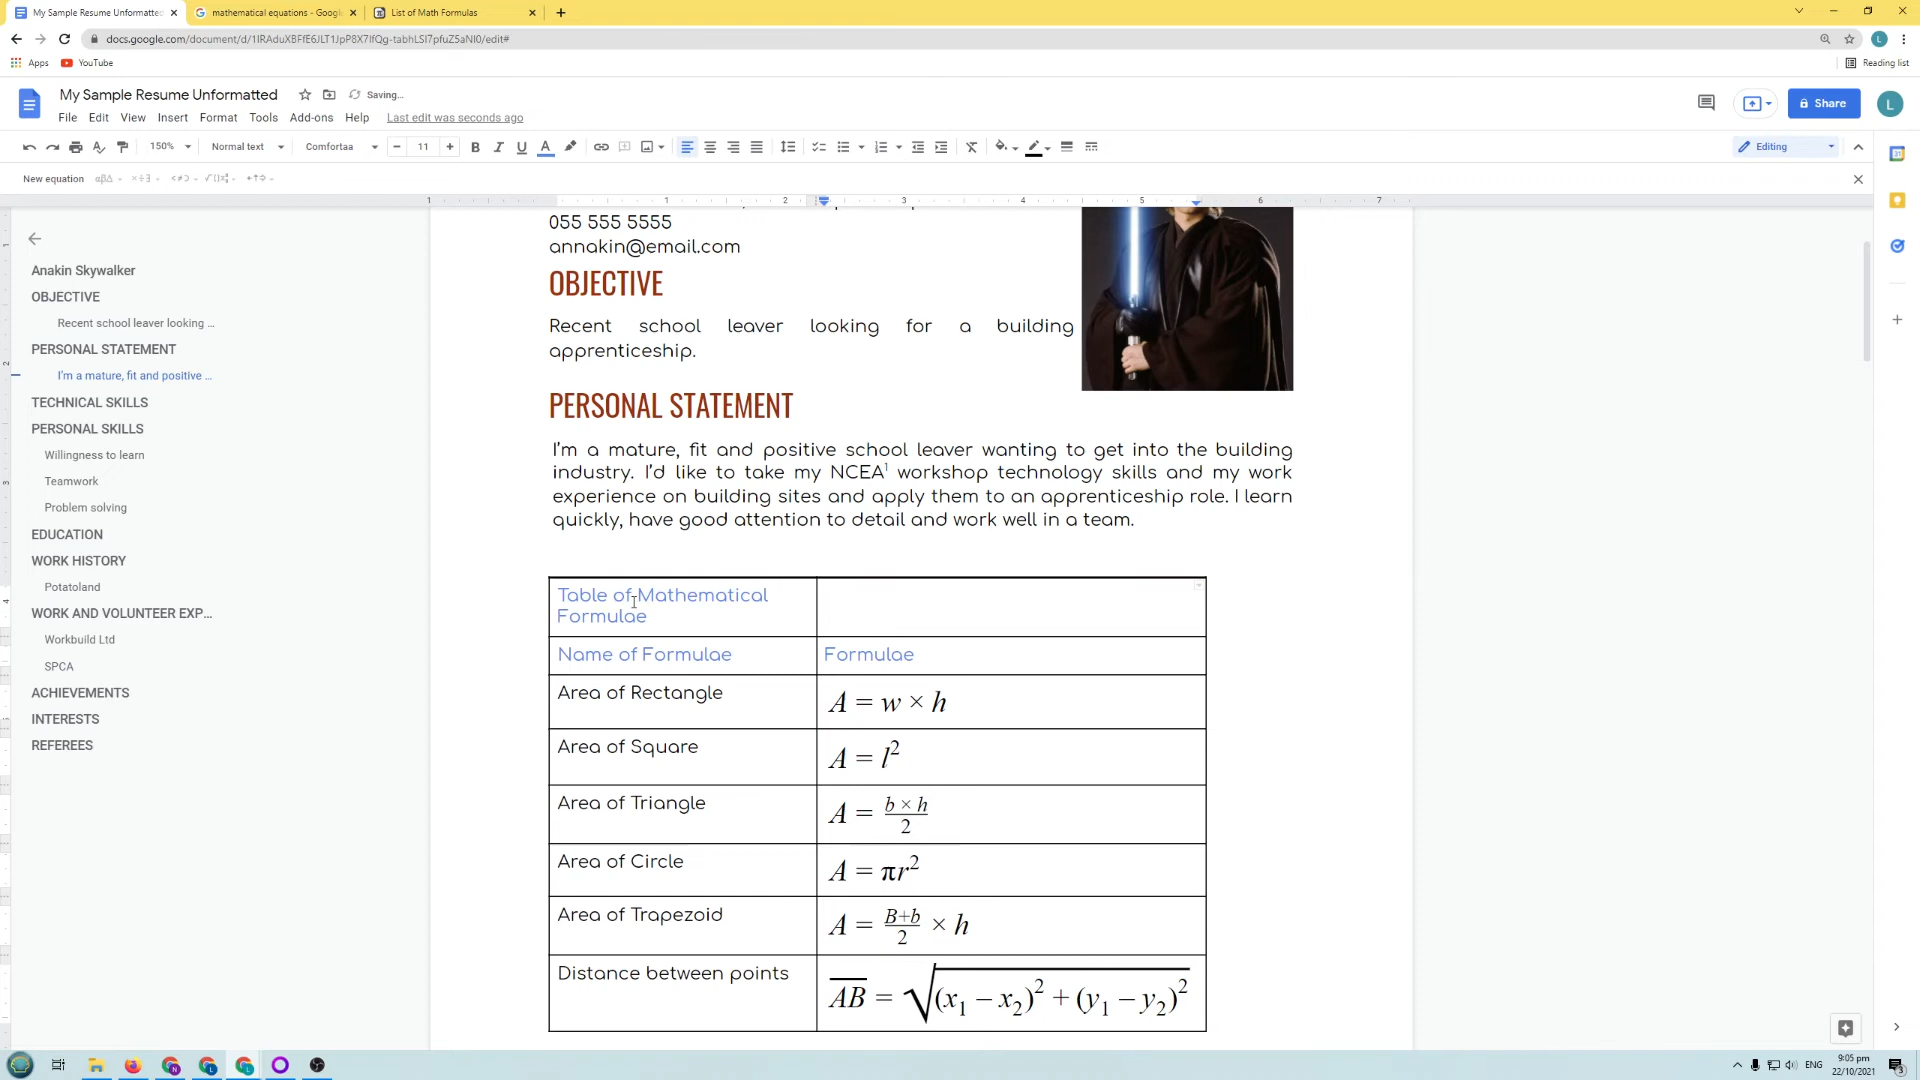 My Sample Resume Unformatted
mathematical equations - Google
List of Math Formulas
docs.google.com/document/d/1IRAduX8FfE6JLT1JpP8X7IfQg-tabhLSI7pfuZ5aNI0/edit#
Apps
YouTube
Reading list
My Sample Resume Unformatted
Saving...
File Edit View Insert Format Tools Add-ons Help Last edit was seconds ago
Share
L
150% Normal text Comfortaa 11
Editing
New equation
1 1 2 3 4 5 6 7
Anakin Skywalker
OBJECTIVE
Recent school leaver looking ...
PERSONAL STATEMENT
I'm a mature, fit and positive ...
TECHNICAL SKILLS
PERSONAL SKILLS
Willingness to learn
Teamwork
Problem solving
EDUCATION
WORK HISTORY
Potatoland
WORK AND VOLUNTEER EXP...
Workbuild Ltd
SPCA
ACHIEVEMENTS
INTERESTS
REFEREES
055 555 5555
annakin@email.com
OBJECTIVE
Recent school leaver looking for a building
apprenticeship.
PERSONAL STATEMENT
I'm a mature, fit and positive school leaver wanting to get into the building
industry. I'd like to take my NCEA¹ workshop technology skills and my work
experience on building sites and apply them to an apprenticeship role. I learn
quickly, have good attention to detail and work well in a team.
Table of Mathematical
Formulae
Name of Formulae Formulae
Area of Rectangle A = w × h
Area of Square A = l²
Area of Triangle A = b × h / 2
Area of Circle A = πr²
Area of Trapezoid A = B+b / 2 × h
Distance between points AB = √(x₁ − x₂)² + (y₁ − y₂)²
ENG
9:05 pm
22/10/2021